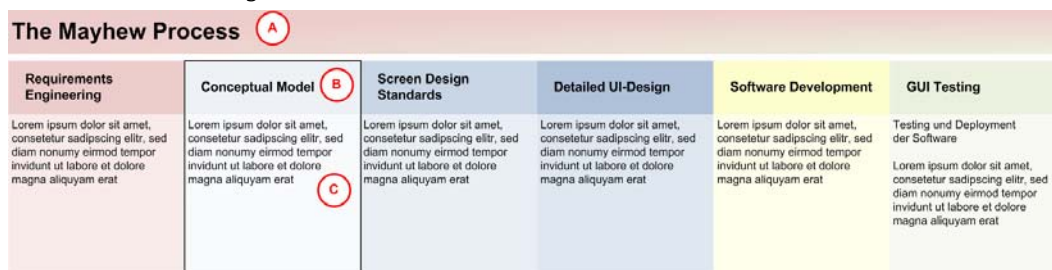 The Mayhew Process A
Requirements
Engineering
Conceptual Model B
Screen Design
Standards
Detailed UI-Design
Software Development
GUI Testing
Lorem ipsum dolor sit amet,
consetetur sadipscing elitr, sed
diam nonumy eirmod tempor
invidunt ut labore et dolore
magna aliquyam erat
Lorem ipsum dolor sit amet,
consetetur sadipscing elitr, sed
diam nonumy eirmod tempor
invidunt ut labore et dolore
magna aliquyam erat
C
Lorem ipsum dolor sit amet,
consetetur sadipscing elitr, sed
diam nonumy eirmod tempor
invidunt ut labore et dolore
magna aliquyam erat
Lorem ipsum dolor sit amet,
consetetur sadipscing elitr, sed
diam nonumy eirmod tempor
invidunt ut labore et dolore
magna aliquyam erat
Lorem ipsum dolor sit amet,
consetetur sadipscing elitr, sed
diam nonumy eirmod tempor
invidunt ut labore et dolore
magna aliquyam erat
Testing und Deployment
der Software
Lorem ipsum dolor sit amet,
consetetur sadipscing elitr, sed
diam nonumy eirmod tempor
invidunt ut labore et dolore
magna aliquyam erat